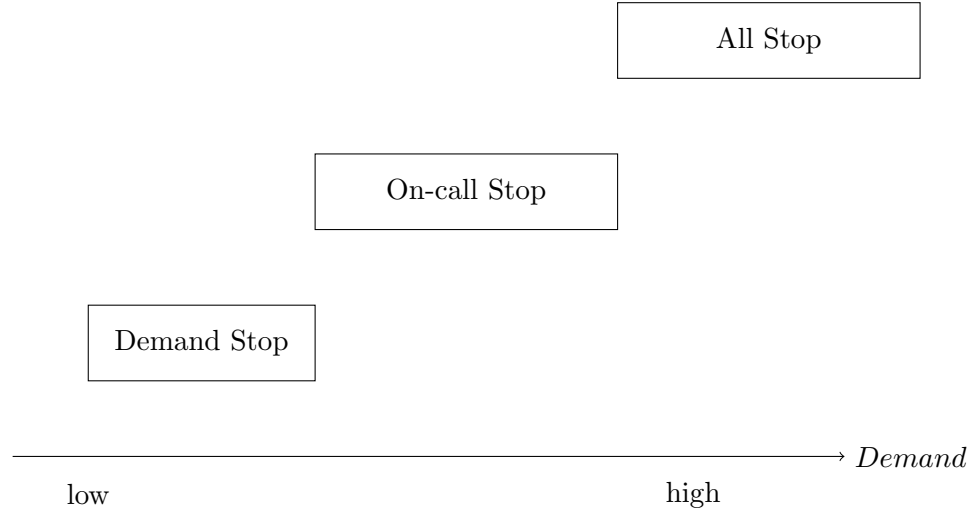 All Stop
On-call Stop
Demand Stop
Demand
low
high